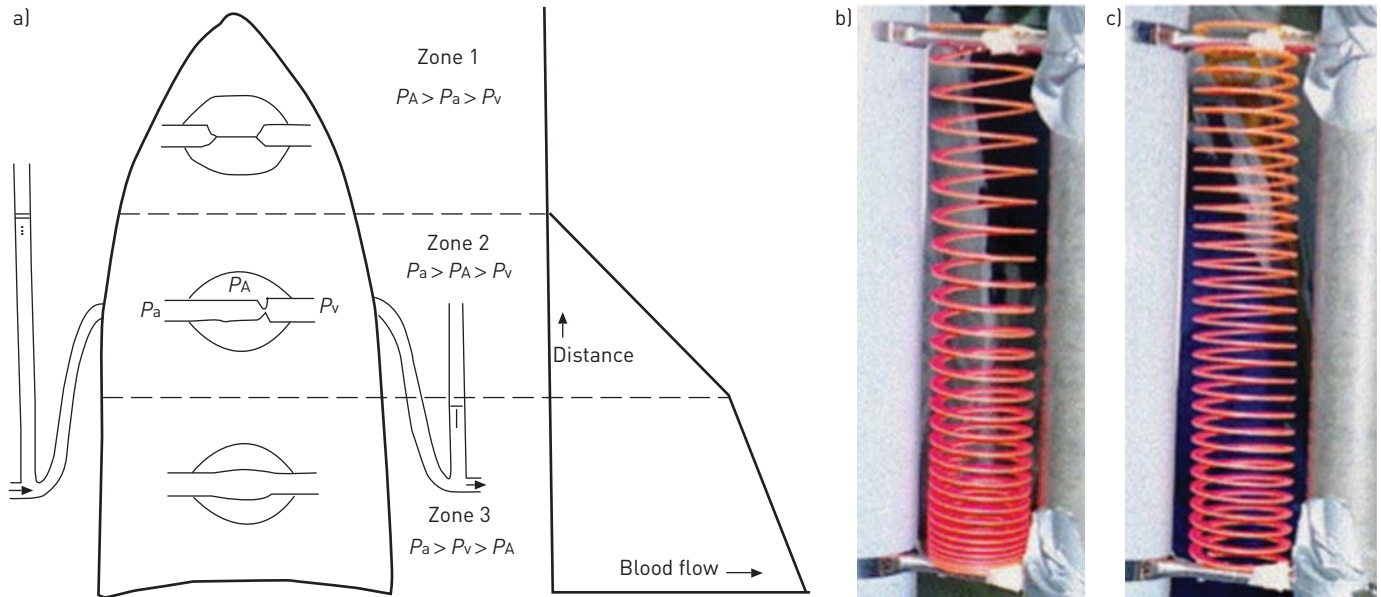 a)
Zone 1
PA > Pa > Pv
Zone 2
Pa > PA > Pv
PA
Pa
Pv
Distance
Zone 3
Pa > Pv > PA
Blood flow
b)
c)